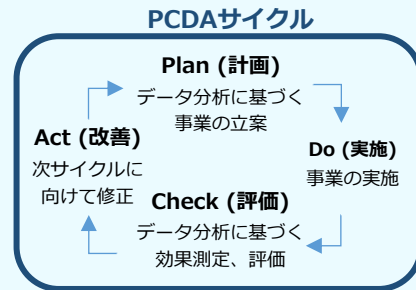 PCDAサイクル
Plan (計画)
データ分析に基づく
事業の立案
Do (実施)
事業の実施
Check (評価)
データ分析に基づく
効果測定、評価
Act (改善)
次サイクルに
向けて修正